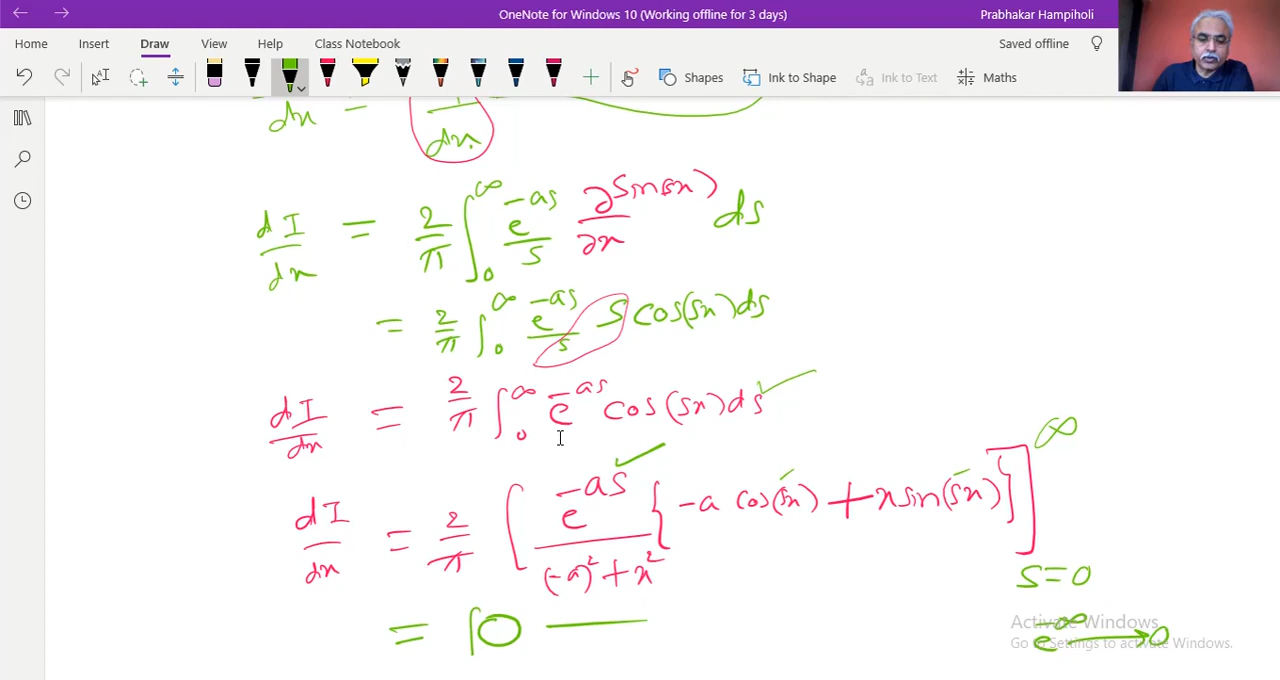 OneNote for Windows 10 (Working offline for 3 days)
Prabhakar Hampiholi
Home Insert Draw View Help Class Notebook
Saved offline
Shapes Ink to Shape Ink to Text Maths
dx = dx
dI/dx = 2/π ∫₀^∞ e^-as/s ∂sin(sx)/∂x ds
= 2/π ∫₀^∞ e^-as/s s cos(sx) ds
dI/dx = 2/π ∫₀^∞ e^-as cos(sx) ds
dI/dx = 2/π [ e^-as/((-a)²+x²) { -a cos(sx) + x sin(sx) } ]^∞ s=0
= [0 —
e^-∞ → 0
Activate Windows
Go to Settings to activate Windows.